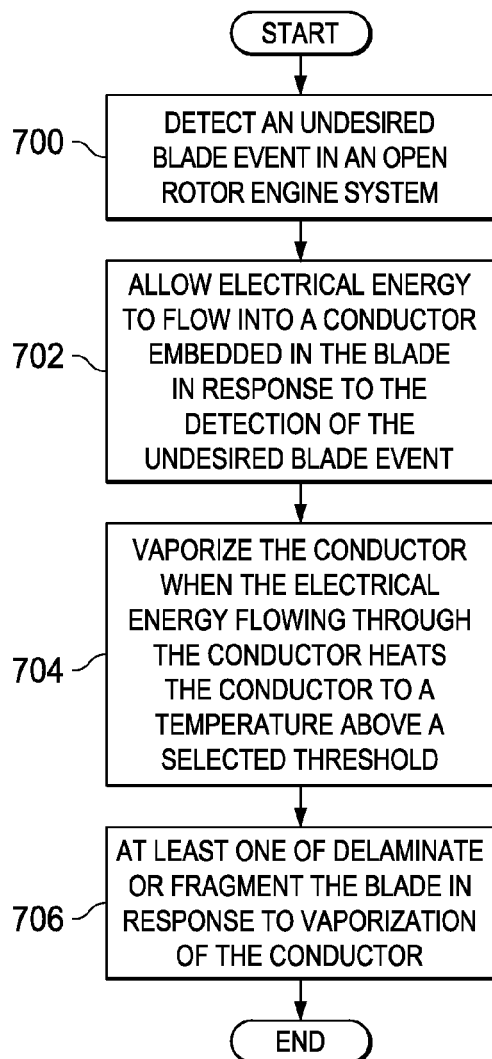 START
700
DETECT AN UNDESIRED
BLADE EVENT IN AN OPEN
ROTOR ENGINE SYSTEM
702
ALLOW ELECTRICAL ENERGY
TO FLOW INTO A CONDUCTOR
EMBEDDED IN THE BLADE
IN RESPONSE TO THE
DETECTION OF THE
UNDESIRED BLADE EVENT
704
VAPORIZE THE CONDUCTOR
WHEN THE ELECTRICAL
ENERGY FLOWING THROUGH
THE CONDUCTOR HEATS
THE CONDUCTOR TO A
TEMPERATURE ABOVE A
SELECTED THRESHOLD
706
AT LEAST ONE OF DELAMINATE
OR FRAGMENT THE BLADE IN
RESPONSE TO VAPORIZATION
OF THE CONDUCTOR
END